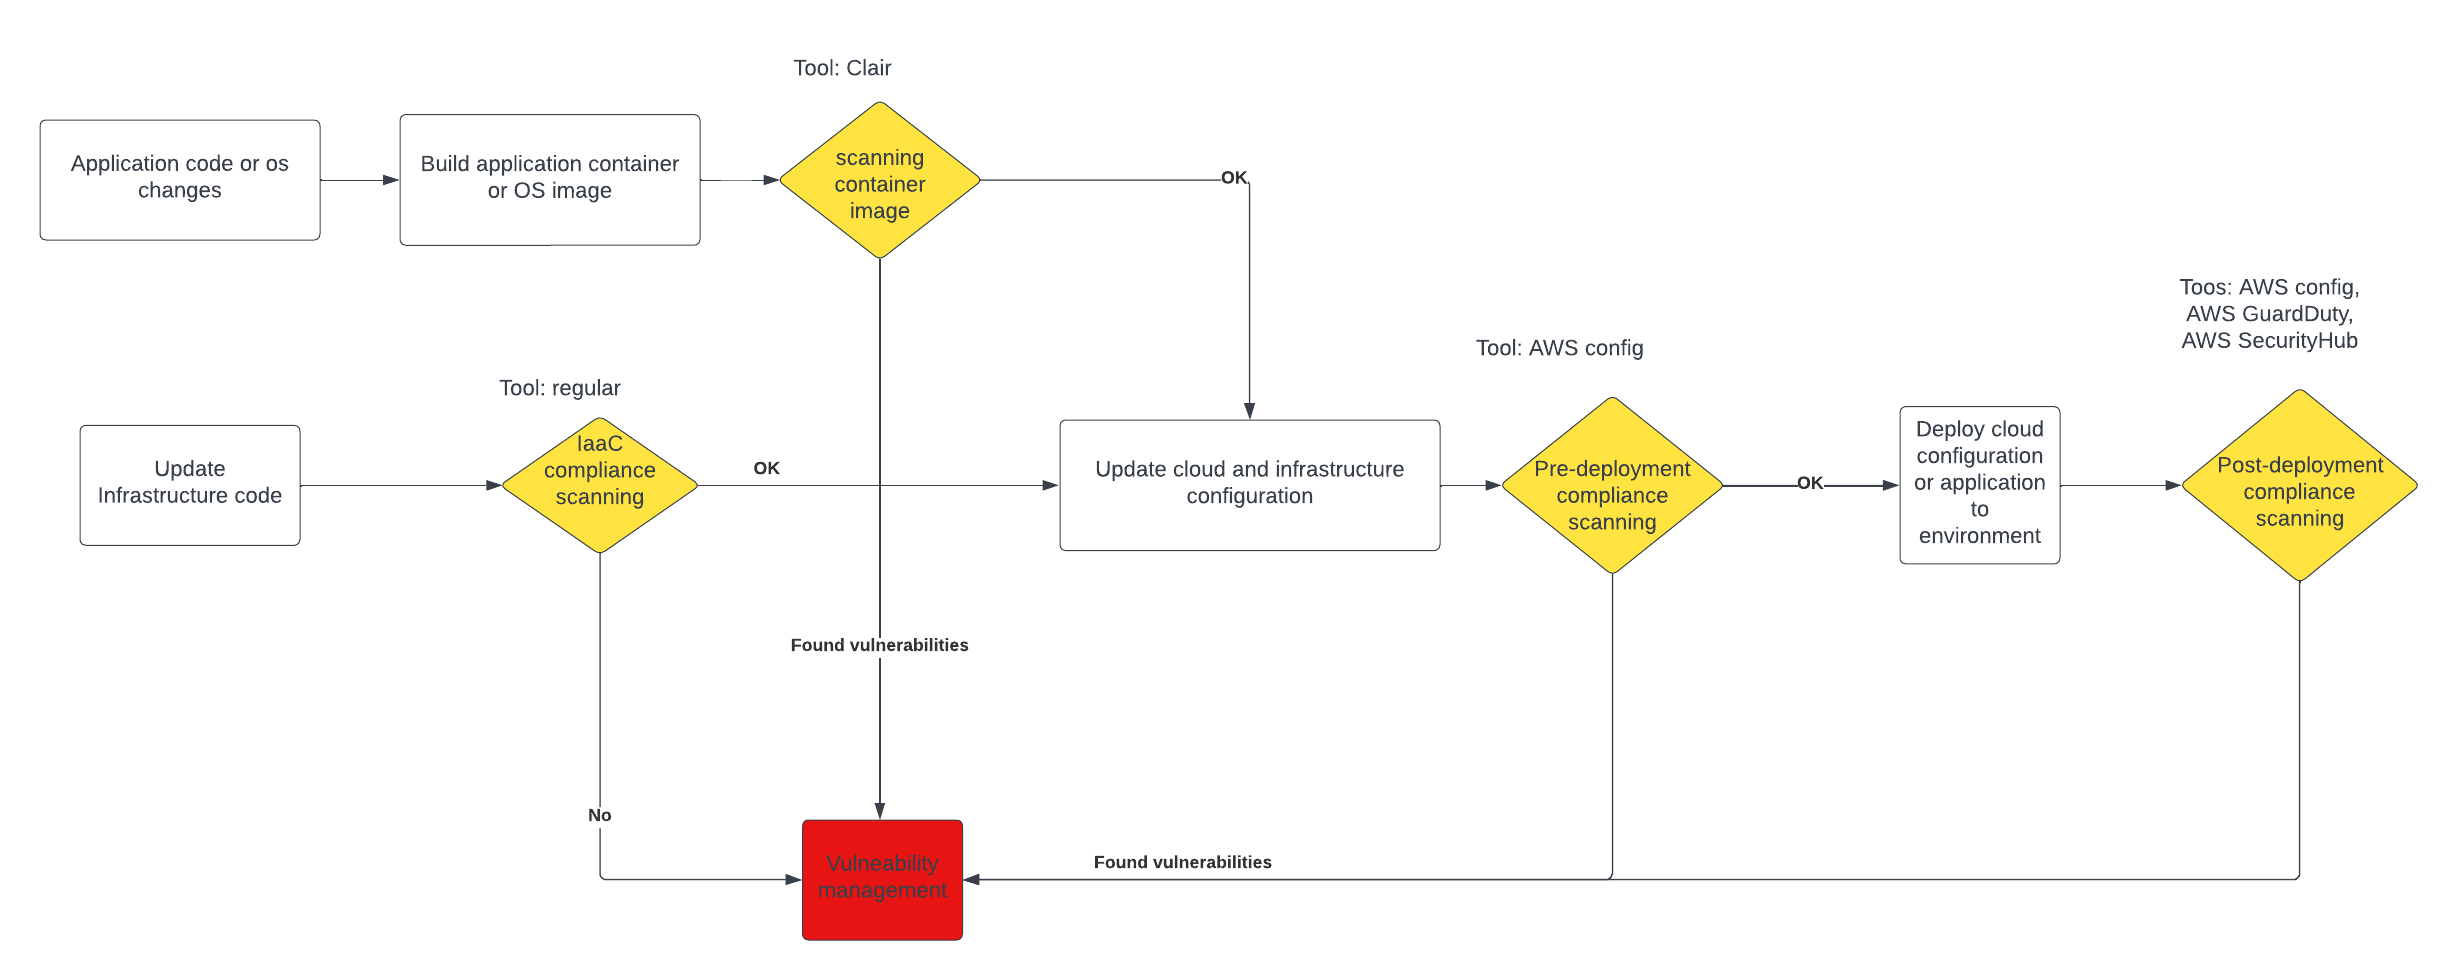 Tool: Clair
Application code or os
changes
Build application container
or OS image
scanning
container
image
OK
Toos: AWS config,
AWS GuardDuty,
AWS SecurityHub
Tool: AWS config
Tool: regular
Update
Infrastructure code
IaaC
compliance
scanning
OK
Update cloud and infrastructure
configuration
Pre-deployment
compliance
scanning
OK
Deploy cloud
configuration
or application
to
environment
Post-deployment
compliance
scanning
Found vulnerabilities
No
Vulneability
management
Found vulnerabilities